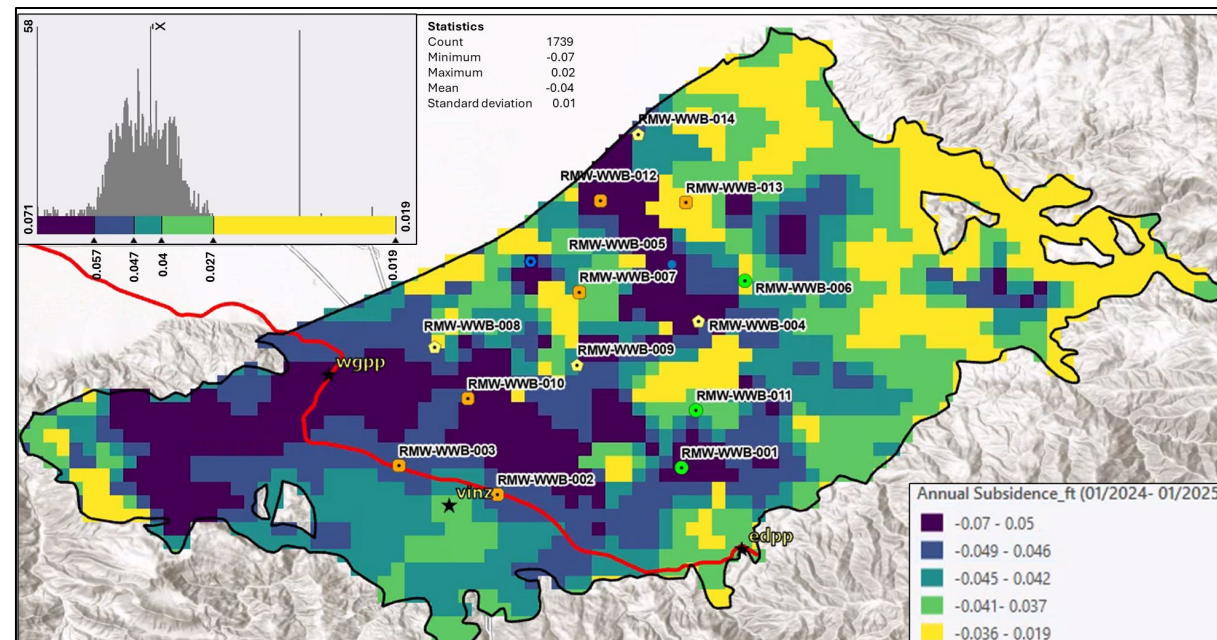 58
X
0.071
0.019
0.057
0.047
0.04
0.027
0.019
Statistics
Count 1739
Minimum -0.07
Maximum 0.02
Mean -0.04
Standard deviation 0.01
RMW-WWB-014
RMW-WWB-012
RMW-WWB-013
RMW-WWB-005
RMW-WWB-007
RMW-WWB-006
RMW-WWB-008
RMW-WWB-004
RMW-WWB-009
wgpp
RMW-WWB-010
RMW-WWB-011
RMW-WWB-003
RMW-WWB-001
RMW-WWB-002
vinz
edpp
Annual Subsidence_ft (01/2024- 01/2025
-0.07 - 0.05
-0.049 - 0.046
-0.045 - 0.042
-0.041- 0.037
-0.036 - 0.019